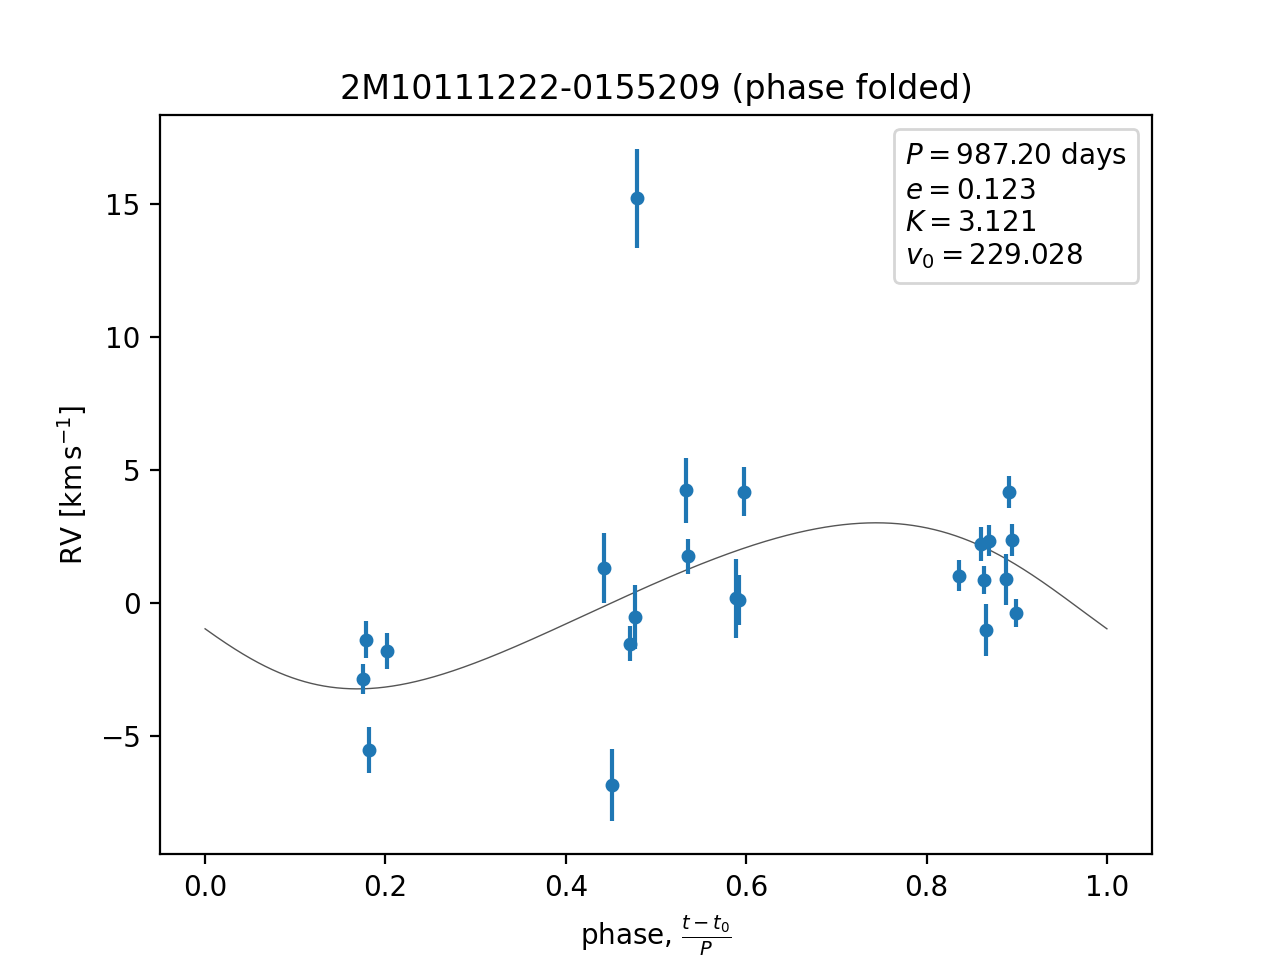 2M10111222-0155209 (phase folded)
P = 987.20 days
e = 0.123
K = 3.121
v₀ = 229.028
15
10
5
0
−5
RV [km s⁻¹]
0.0 0.2 0.4 0.6 0.8 1.0
phase, (t − t₀)/P